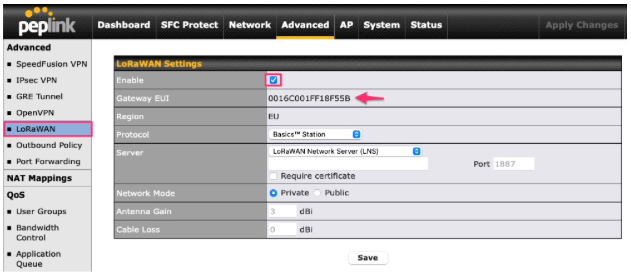 peplink
Dashboard SFC Protect Network Advanced AP System Status Apply Changes
Advanced
SpeedFusion VPN
IPsec VPN
GRE Tunnel
OpenVPN
LoRaWAN
Outbound Policy
Port Forwarding
NAT Mappings
QoS
User Groups
Bandwidth
Control
Application
Queue
LoRaWAN Settings
Enable
Gateway EUI 0016C001FF18F55B
Region EU
Protocol Basics™ Station
Server LoRaWAN Network Server (LNS)
Port 1887
Require certificate
Network Mode Private Public
Antenna Gain 3 dBi
Cable Loss 0 dBi
Save